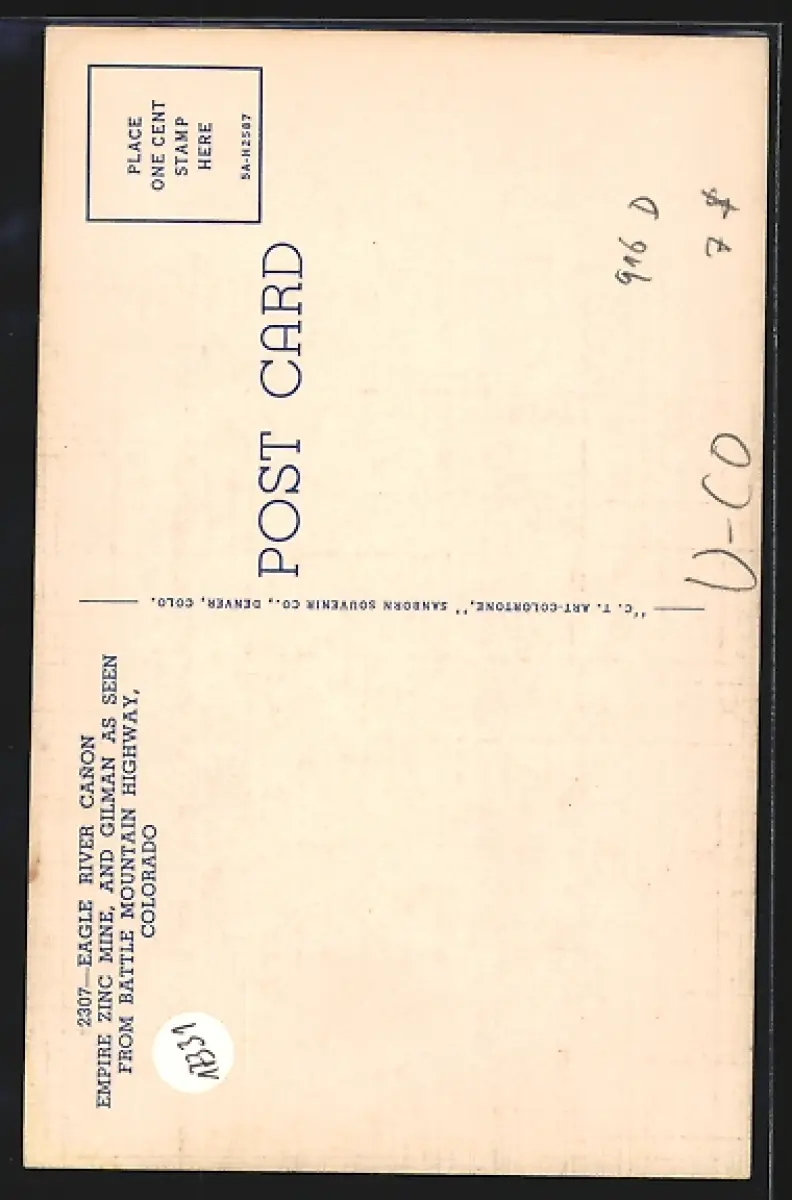 2307—EAGLE RIVER CAÑON
EMPIRE ZINC MINE, AND GILMAN AS SEEN
FROM BATTLE MOUNTAIN HIGHWAY,
COLORADO
POST CARD
PLACE
ONE CENT
STAMP
HERE
5A-H2587
"C. T. ART-COLORTONE," SANBORN SOUVENIR CO., DENVER, COLO.
916 D
7 $
U-CO